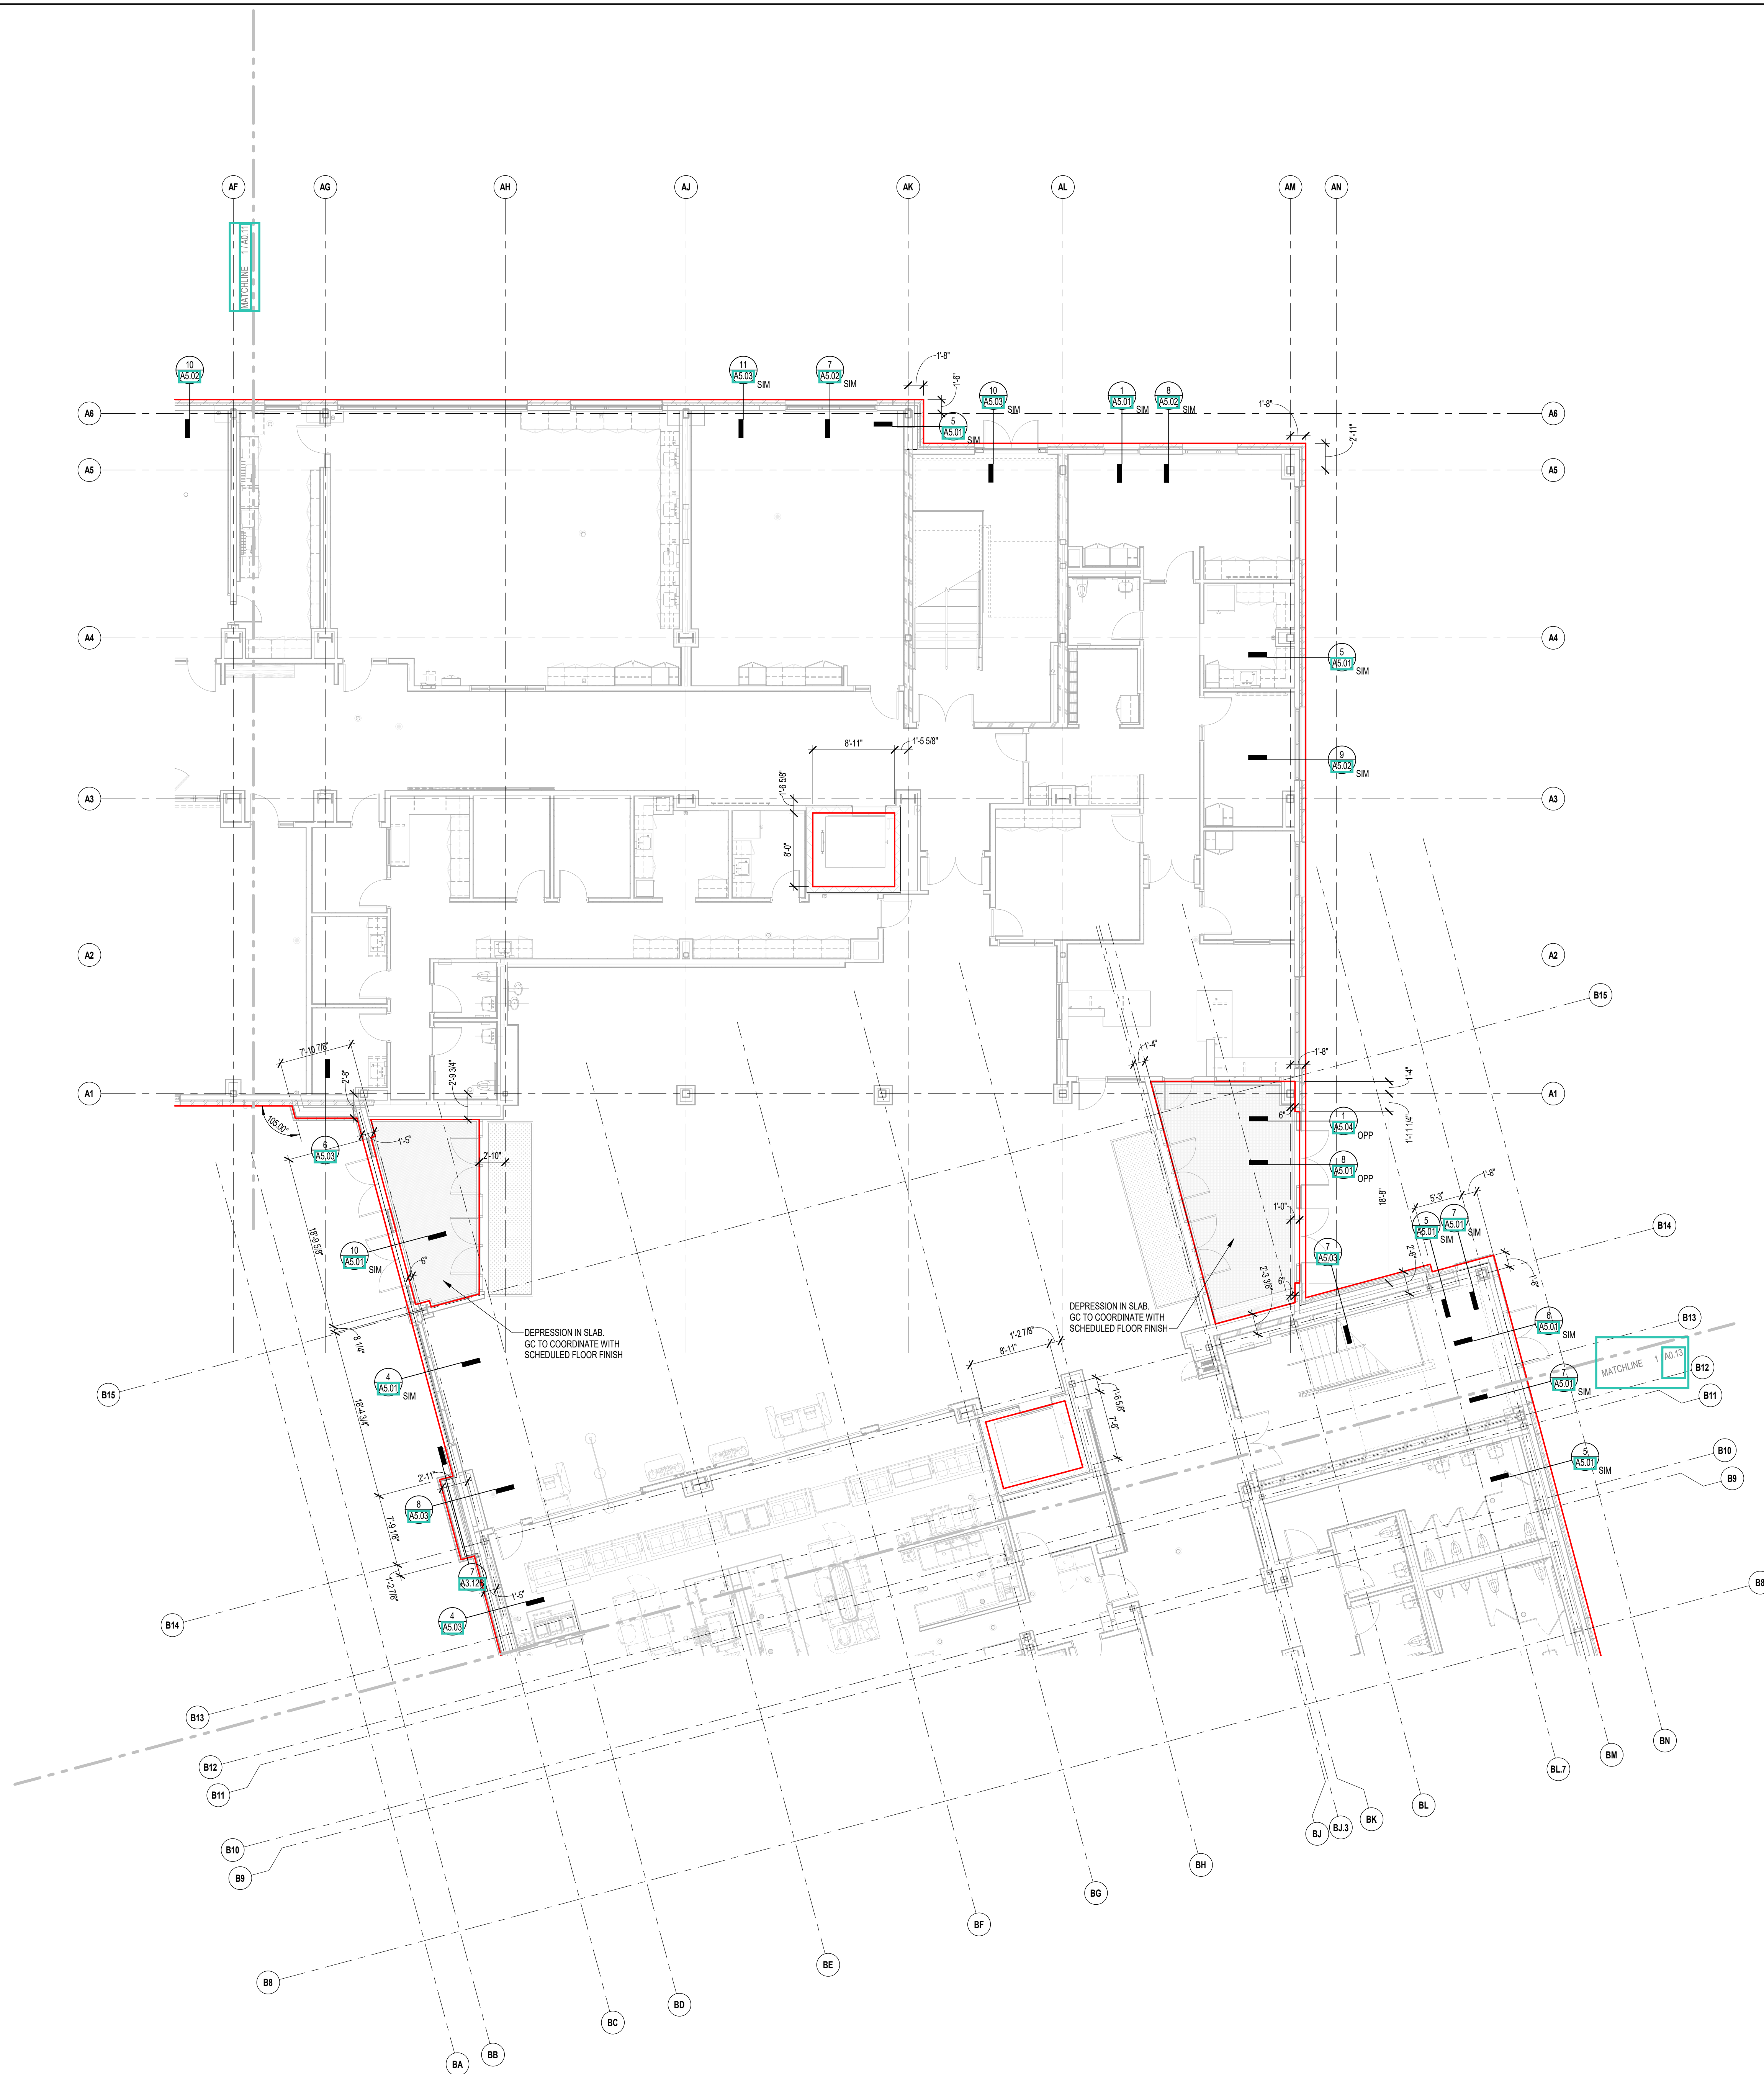 AF
AG
AH
AJ
AK
AL
AM
AN
MATCHLINE 1 / A0.11
10
A5.02
11
A5.03
SIM
7
A5.02
SIM
1'-8"
1'-6"
5
A5.01
SIM
10
A5.03
SIM
1
A5.01
SIM
8
A5.02
SIM
1'-8"
2'-11"
A6
A6
A5
A5
A4
A4
5
A5.01
SIM
9
A5.02
SIM
8'-11"
1'-5 5/8"
1'-6 5/8"
8'-0"
A3
A3
A2
A2
B15
7'-10 7/8"
2'-8"
2'-9 3/4"
1'-4"
1'-8"
1'-4"
A1
A1
105.00°
6
A5.03
1'-5"
2'-10"
6"
1
A5.04
OPP
1'-11 1/4"
8
A5.01
OPP
18'-8"
1'-0"
5'-3"
1'-8"
5
A5.01
SIM
7
A5.01
SIM
B14
18'-9 5/8"
10
A5.01
SIM
6"
7
A5.03
2'-6"
1'-8"
2'-3 3/8"
6"
DEPRESSION IN SLAB.
GC TO COORDINATE WITH
SCHEDULED FLOOR FINISH
DEPRESSION IN SLAB.
GC TO COORDINATE WITH
SCHEDULED FLOOR FINISH
6
A5.01
SIM
B13
MATCHLINE 1 / A0.13
B12
B11
8 1/4"
1'-2 7/8"
8'-11"
4
A5.01
SIM
7
A5.01
SIM
B15
1'-6 5/8"
7'-6"
18'-4 3/4"
5
A5.01
SIM
B10
B9
2'-11"
8
A5.03
7'-9 1/8"
1'-2 7/8"
7
A3.12B
1'-5"
4
A5.03
B14
B8
B13
B12
B11
B10
B9
B8
BA
BB
BC
BD
BE
BF
BG
BH
BJ
BJ.3
BK
BL
BL.7
BM
BN